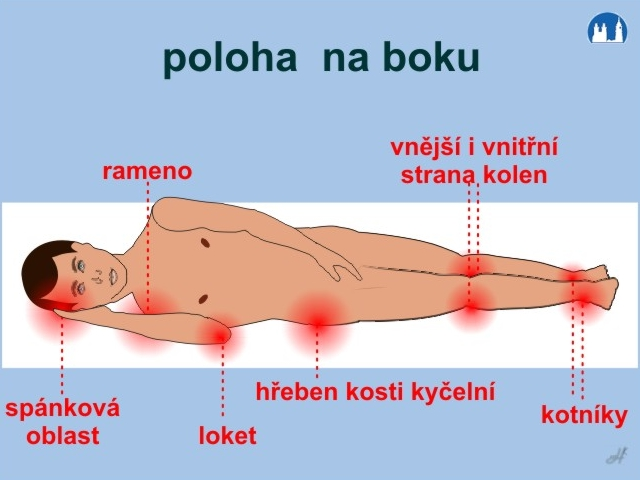 poloha na boku
vnější i vnitřní
strana kolen
rameno
hřeben kosti kyčelní
spánková
oblast
loket
kotníky